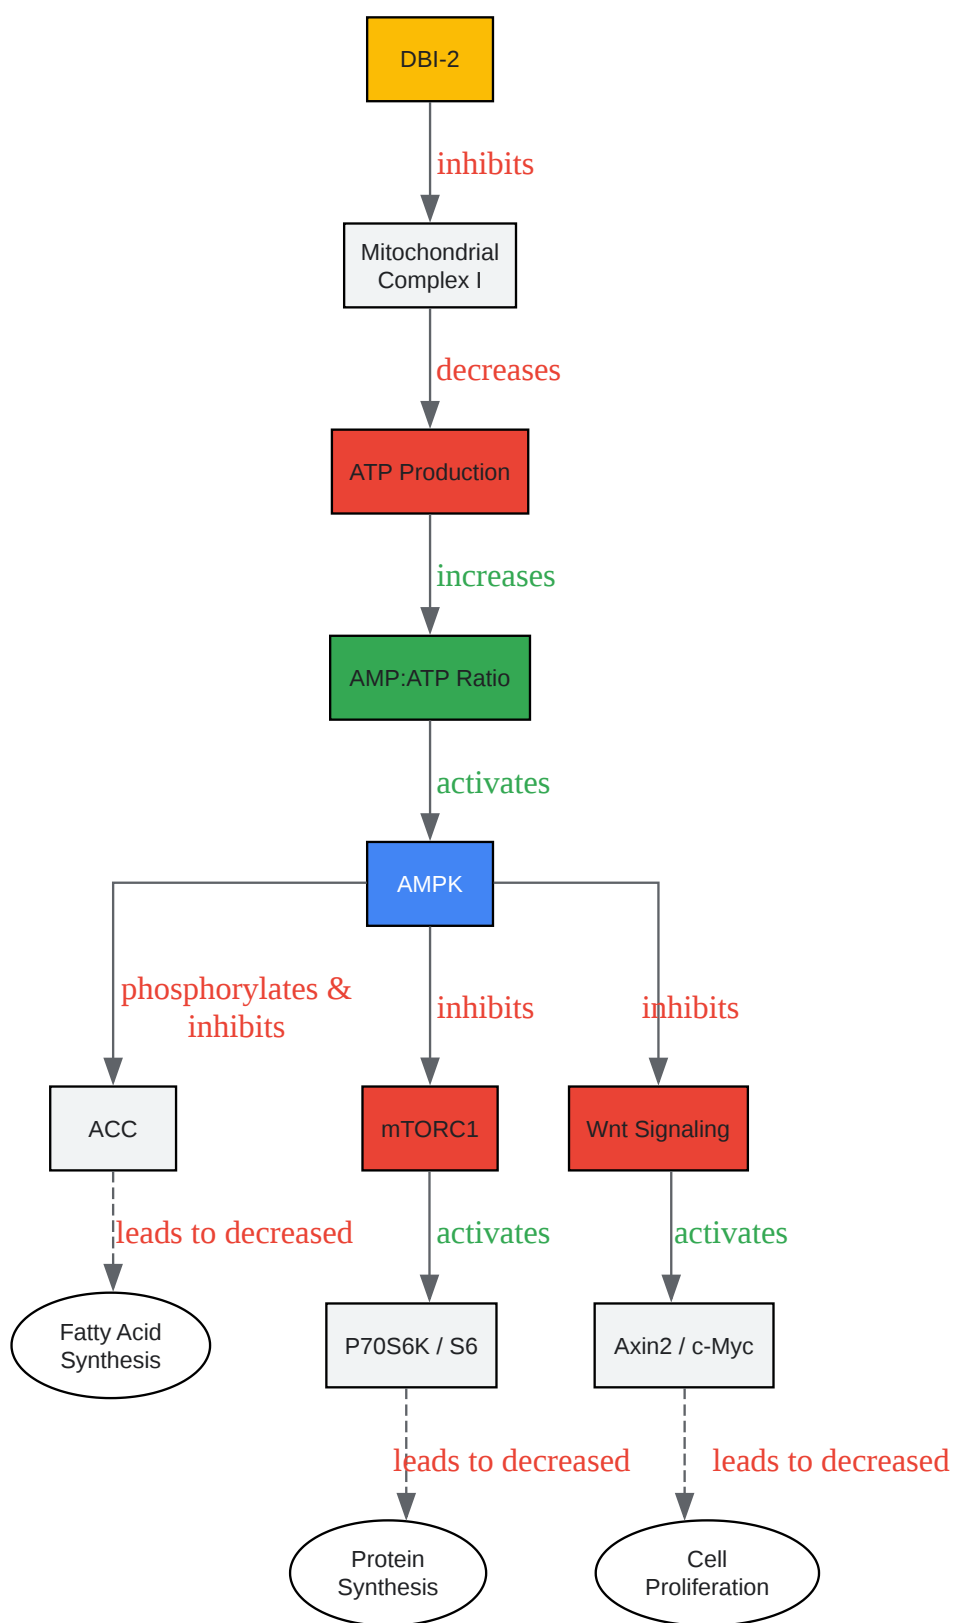 DBI-2
inhibits
Mitochondrial
Complex I
decreases
ATP Production
increases
AMP:ATP Ratio
activates
AMPK
phosphorylates &
inhibits
inhibits
inhibits
ACC
mTORC1
Wnt Signaling
leads to decreased
activates
activates
Fatty Acid
Synthesis
P70S6K / S6
Axin2 / c-Myc
leads to decreased
leads to decreased
Protein
Synthesis
Cell
Proliferation